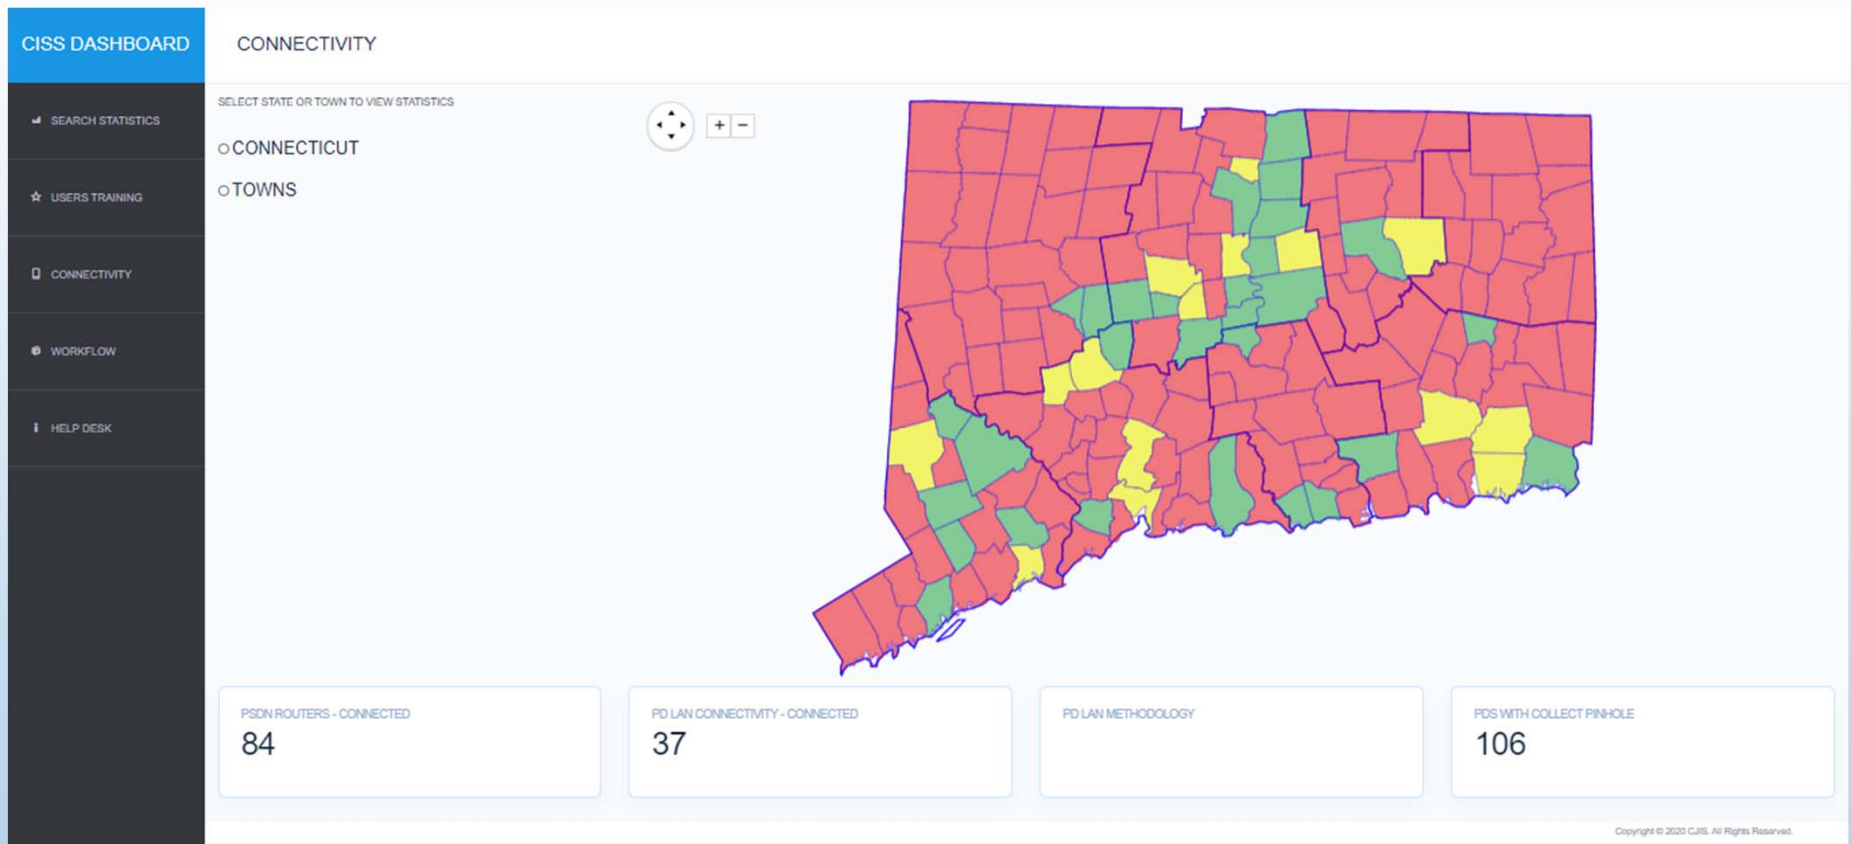 CISS DASHBOARD
CONNECTIVITY
SEARCH STATISTICS
USERS TRAINING
CONNECTIVITY
WORKFLOW
HELP DESK
SELECT STATE OR TOWN TO VIEW STATISTICS
CONNECTICUT
TOWNS
+ −
PSDN ROUTERS - CONNECTED
84
PD LAN CONNECTIVITY - CONNECTED
37
PD LAN METHODOLOGY
PDS WITH COLLECT PINHOLE
106
Copyright © 2020 CJIS. All Rights Reserved.